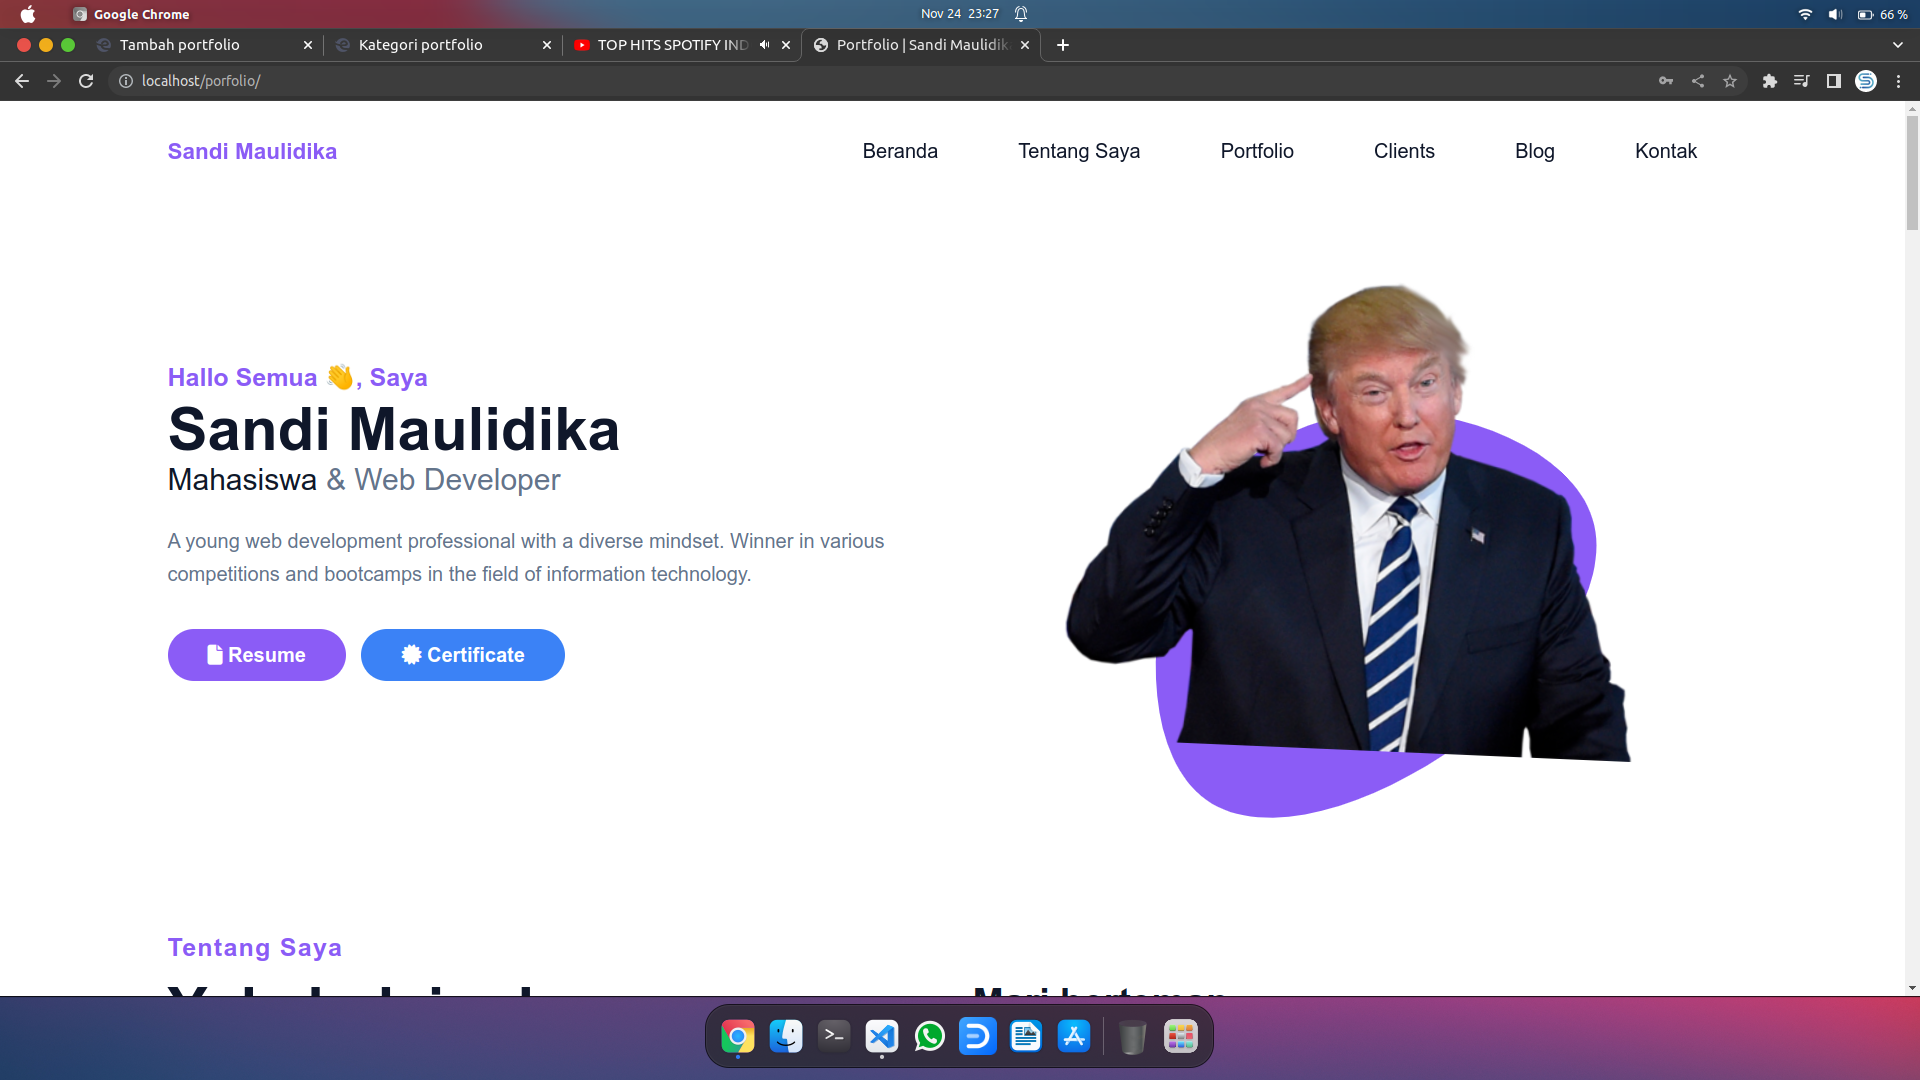 Google Chrome
Nov 24 23:27
66 %
Tambah portfolio
Kategori portfolio
TOP HITS SPOTIFY IND
Portfolio | Sandi Maulidik
localhost/porfolio/
Sandi Maulidika
Beranda
Tentang Saya
Portfolio
Clients
Blog
Kontak
Hallo Semua 👋, Saya
Sandi Maulidika
Mahasiswa & Web Developer
A young web development professional with a diverse mindset. Winner in various
competitions and bootcamps in the field of information technology.
Resume
Certificate
Tentang Saya
Mari berteman